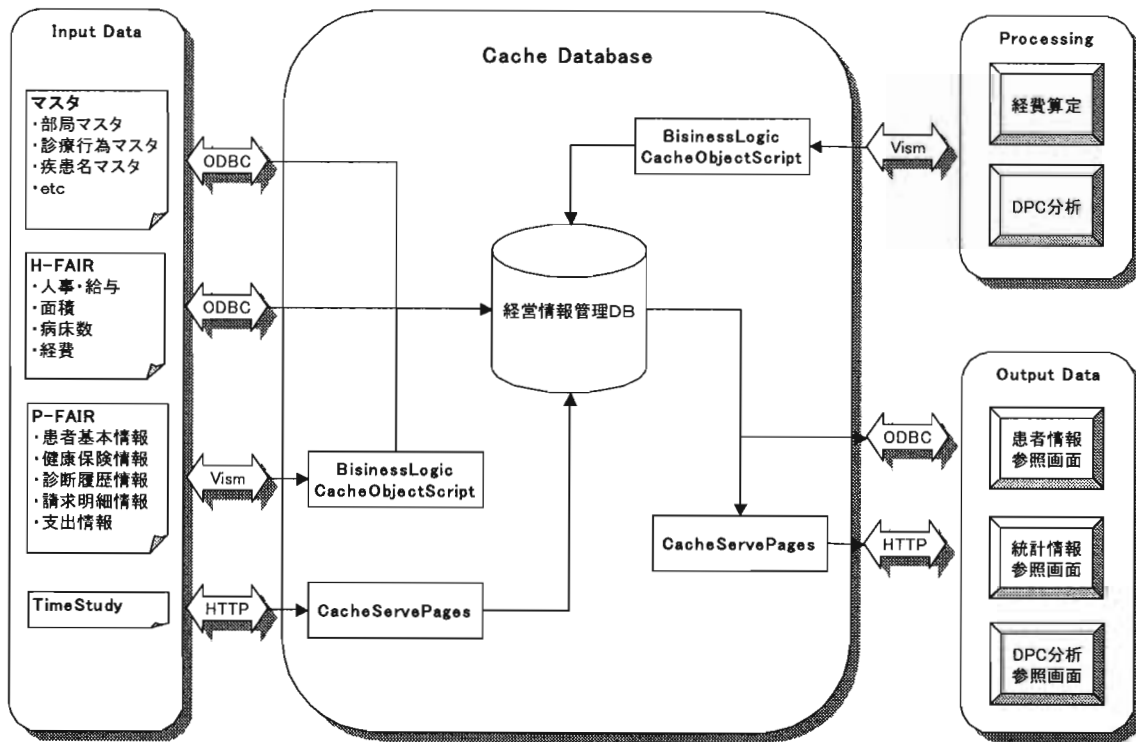 Input Data
マスタ
・部局マスタ
・診療行為マスタ
・疾患名マスタ
・etc
H-FAIR
・人事・給与
・面積
・病床数
・経費
P-FAIR
・患者基本情報
・健康保険情報
・診断履歴情報
・請求明細情報
・支出情報
TimeStudy
ODBC
ODBC
Vism
HTTP
Cache Database
BisinessLogic
CacheObjectScript
経営情報管理DB
BisinessLogic
CacheObjectScript
CacheServePages
CacheServePages
Vism
ODBC
HTTP
Processing
経費算定
DPC分析
Output Data
患者情報
参照画面
統計情報
参照画面
DPC分析
参照画面